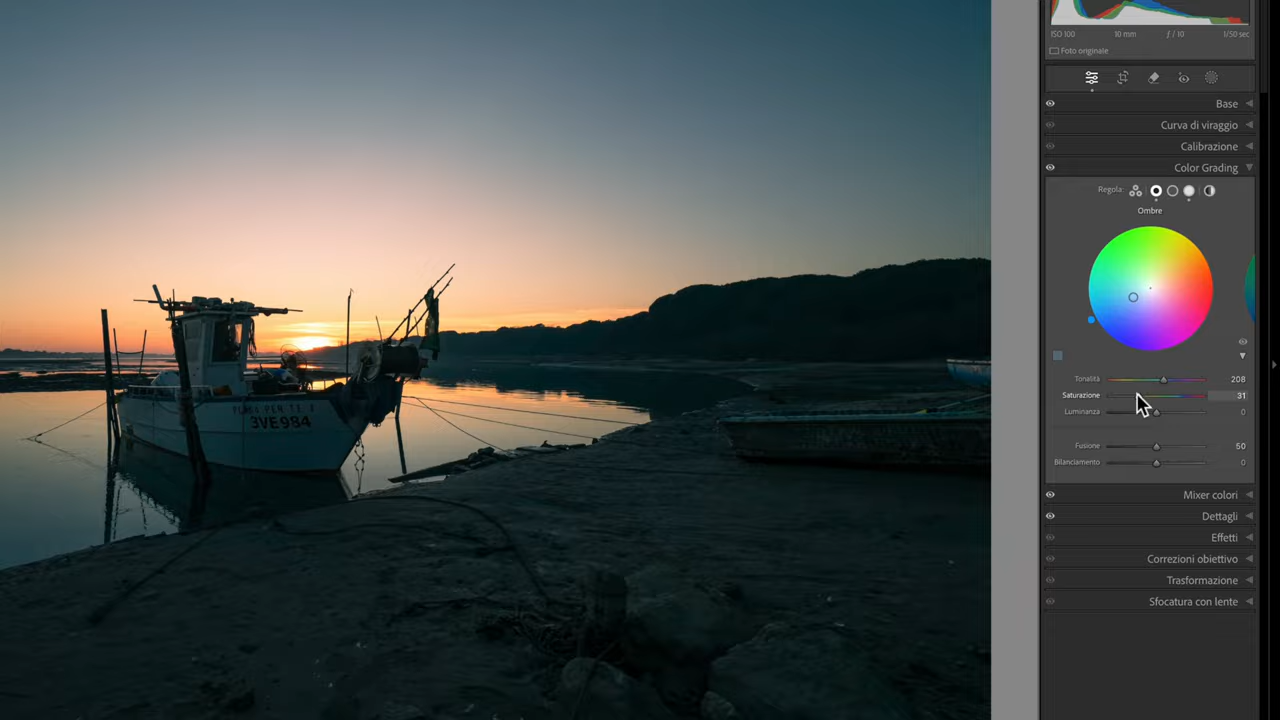 ISO 100 10 mm ƒ / 10 1/50 sec
Foto originale
Base
Curva di viraggio
Calibrazione
Color Grading
Regola:
Ombre
Tonalità 208
Saturazione 31
Luminanza 0
Fusione 50
Bilanciamento 0
Mixer colori
Dettagli
Effetti
Correzioni obiettivo
Trasformazione
Sfocatura con lente
3VE984